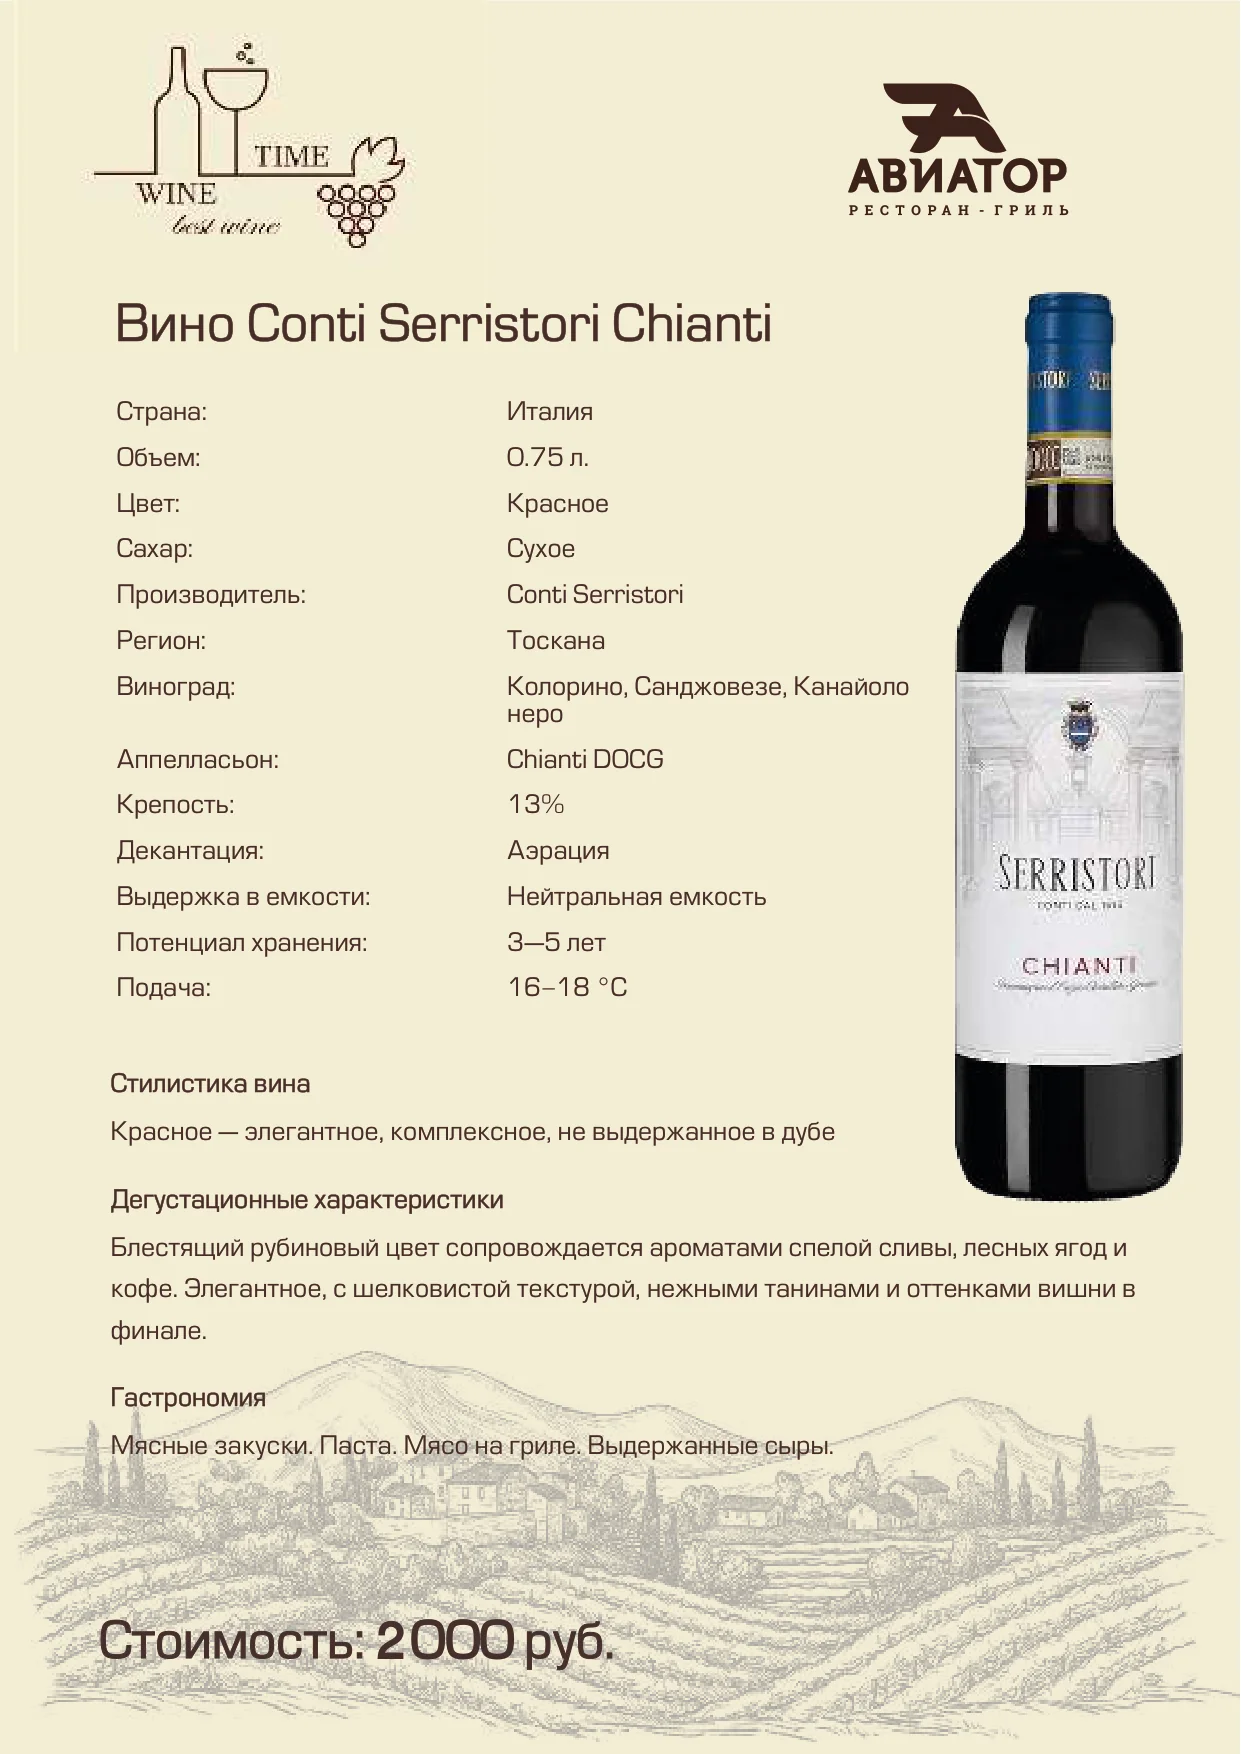 TIME
WINE
best wine
АВИАТОР
РЕСТОРАН - ГРИЛЬ
Вино Conti Serristori Chianti
Страна: Италия
Объем: 0.75 л.
Цвет: Красное
Сахар: Сухое
Производитель: Conti Serristori
Регион: Тоскана
Виноград: Колорино, Санджовезе, Канайоло
неро
Аппелласьон: Chianti DOCG
Крепость: 13%
Декантация: Аэрация
Выдержка в емкости: Нейтральная емкость
Потенциал хранения: 3—5 лет
Подача: 16–18 °C
SERRISTORI
CHIANTI
Стилистика вина
Красное — элегантное, комплексное, не выдержанное в дубе
Дегустационные характеристики
Блестящий рубиновый цвет сопровождается ароматами спелой сливы, лесных ягод и
кофе. Элегантное, с шелковистой текстурой, нежными танинами и оттенками вишни в
финале.
Гастрономия
Мясные закуски. Паста. Мясо на гриле. Выдержанные сыры.
Стоимость: 2000 руб.